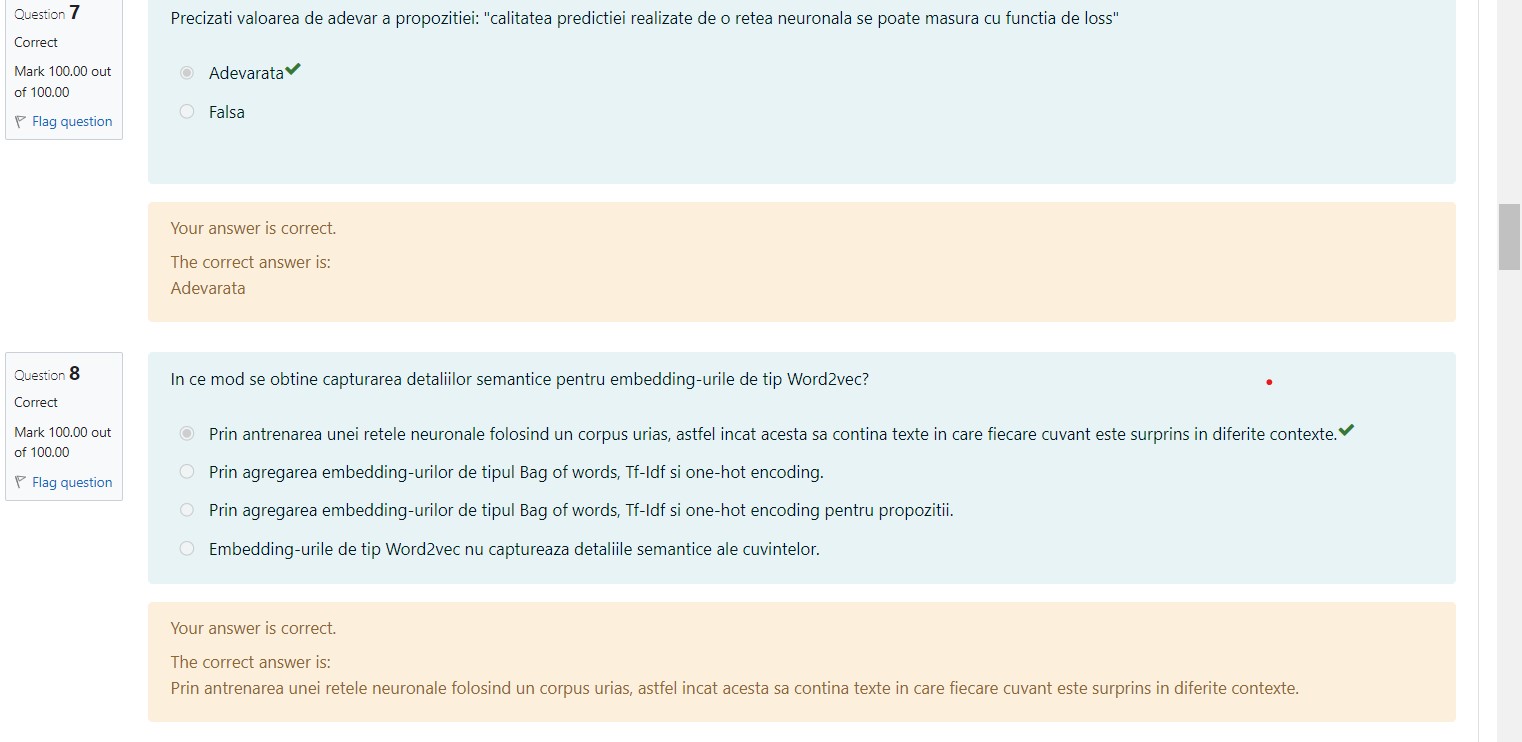 Question 7
Correct
Mark 100.00 out
of 100.00
Flag question
Precizati valoarea de adevar a propozitiei: "calitatea predictiei realizate de o retea neuronala se poate masura cu functia de loss"
Adevarata
Falsa
Your answer is correct.
The correct answer is:
Adevarata
Question 8
Correct
Mark 100.00 out
of 100.00
Flag question
In ce mod se obtine capturarea detaliilor semantice pentru embedding-urile de tip Word2vec?
Prin antrenarea unei retele neuronale folosind un corpus urias, astfel incat acesta sa contina texte in care fiecare cuvant este surprins in diferite contexte.
Prin agregarea embedding-urilor de tipul Bag of words, Tf-Idf si one-hot encoding.
Prin agregarea embedding-urilor de tipul Bag of words, Tf-Idf si one-hot encoding pentru propozitii.
Embedding-urile de tip Word2vec nu captureaza detaliile semantice ale cuvintelor.
Your answer is correct.
The correct answer is:
Prin antrenarea unei retele neuronale folosind un corpus urias, astfel incat acesta sa contina texte in care fiecare cuvant este surprins in diferite contexte.